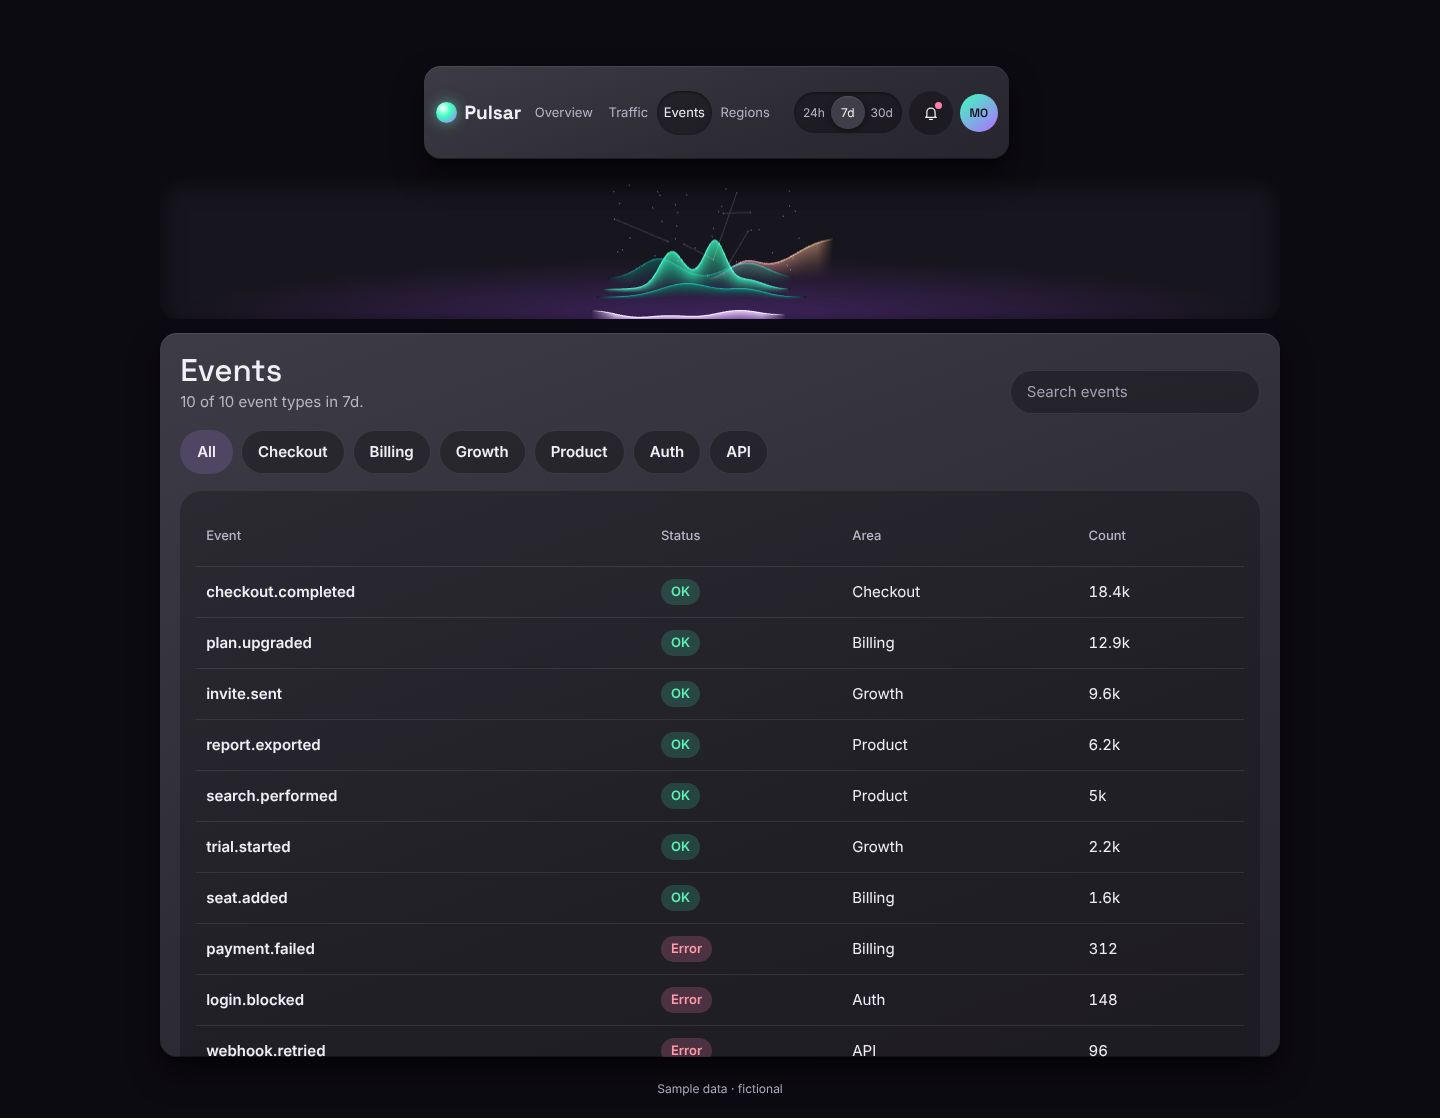 Pulsar Overview Traffic Events Regions 24h 7d 30d MO
Events
10 of 10 event types in 7d.
Search events
All Checkout Billing Growth Product Auth API
Event Status Area Count
checkout.completed OK Checkout 18.4k
plan.upgraded OK Billing 12.9k
invite.sent OK Growth 9.6k
report.exported OK Product 6.2k
search.performed OK Product 5k
trial.started OK Growth 2.2k
seat.added OK Billing 1.6k
payment.failed Error Billing 312
login.blocked Error Auth 148
webhook.retried Error API 96
Sample data · fictional